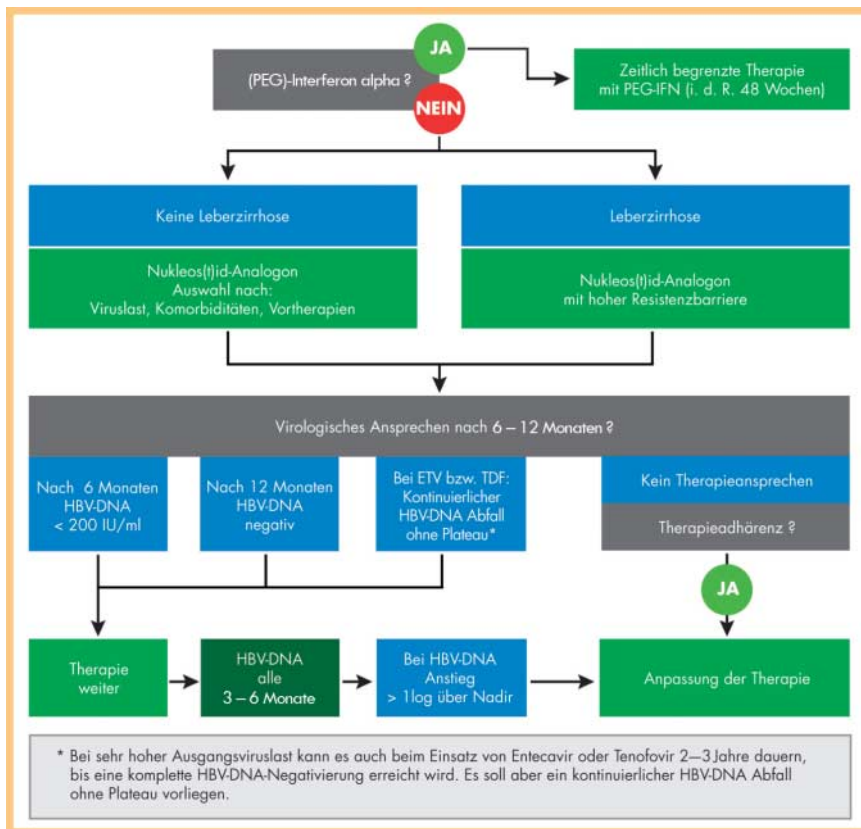 (PEG)-Interferon alpha ?
JA
NEIN
Zeitlich begrenzte Therapie
mit PEG-IFN (i. d. R. 48 Wochen)
Keine Leberzirrhose
Nukleos(t)id-Analogon
Auswahl nach:
Viruslast, Komorbiditäten, Vortherapien
Leberzirrhose
Nukleos(t)id-Analogon
mit hoher Resistenzbarriere
Virologisches Ansprechen nach 6 – 12 Monaten ?
Nach 6 Monaten
HBV-DNA
< 200 IU/ml
Nach 12 Monaten
HBV-DNA
negativ
Bei ETV bzw. TDF:
Kontinuierlicher
HBV-DNA Abfall
ohne Plateau*
Kein Therapieansprechen
Therapieadhärenz ?
JA
Therapie
weiter
HBV-DNA
alle
3 – 6 Monate
Bei HBV-DNA
Anstieg
> 1log über Nadir
Anpassung der Therapie
* Bei sehr hoher Ausgangsviruslast kann es auch beim Einsatz von Entecavir oder Tenofovir 2—3 Jahre dauern,
bis eine komplette HBV-DNA-Negativierung erreicht wird. Es soll aber ein kontinuierlicher HBV-DNA Abfall
ohne Plateau vorliegen.